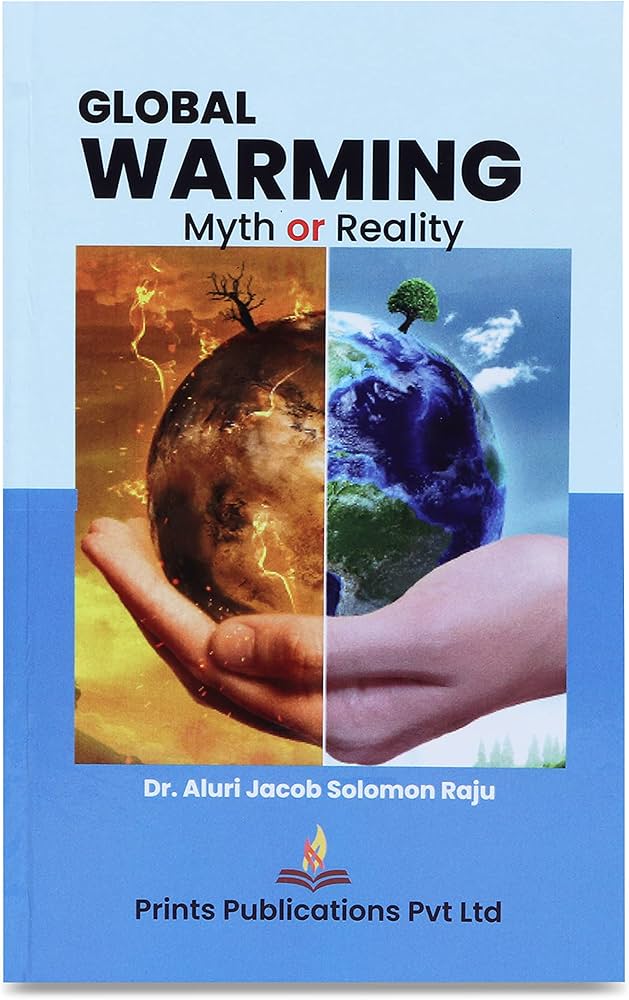 GLOBAL
WARMING
Myth or Reality
Dr. Aluri Jacob Solomon Raju
Prints Publications Pvt Ltd